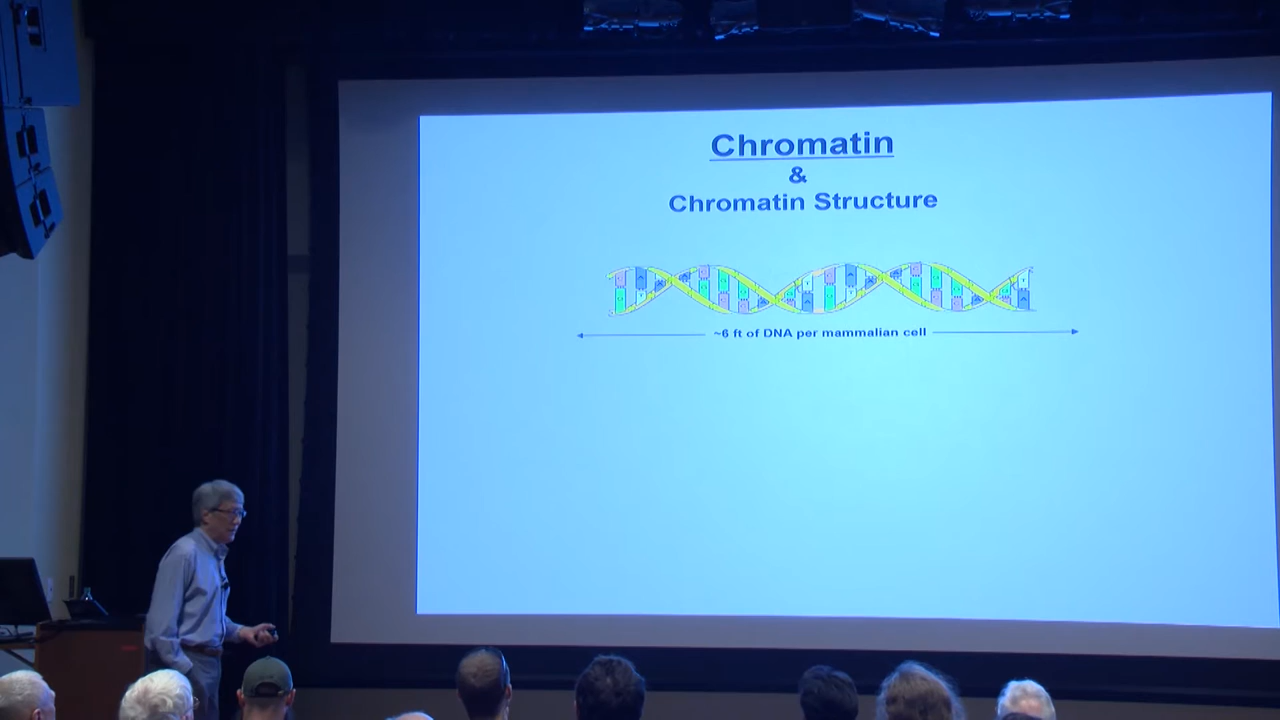 Chromatin
&
Chromatin Structure
~6 ft of DNA per mammalian cell